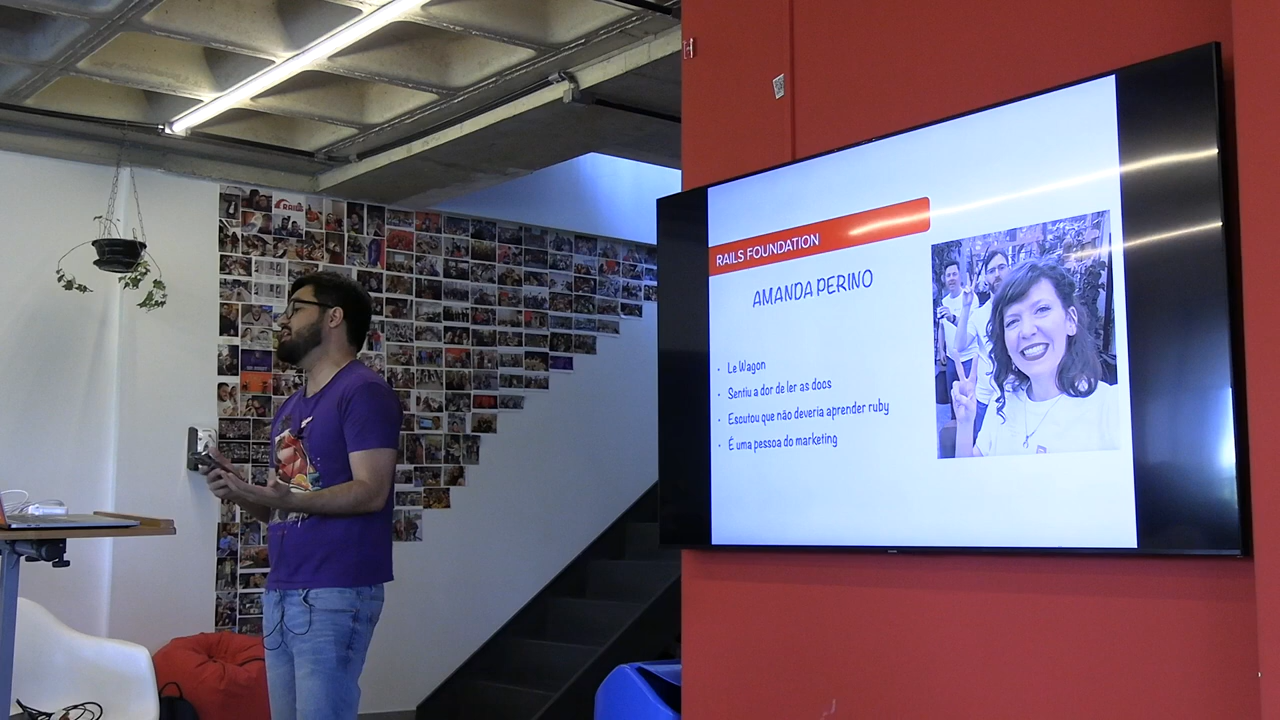 RAILS FOUNDATION
AMANDA PERINO
Le Wagon
Sentiu a dor de ler as docs
Escutou que não deveria aprender ruby
É uma pessoa do marketing